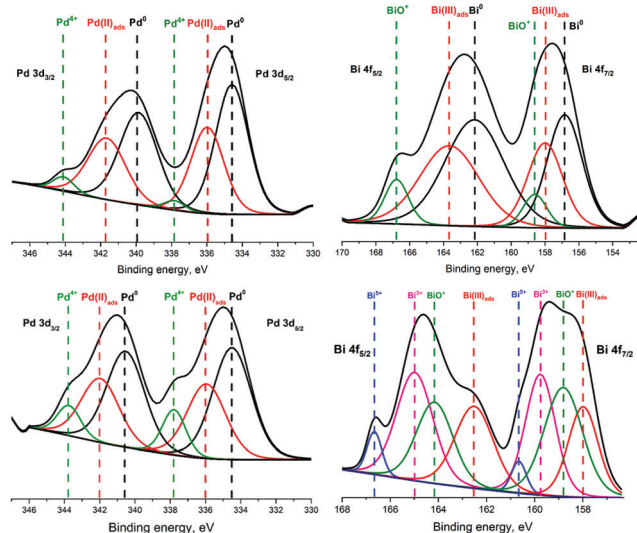 Pd⁴⁺ Pd(II)ads Pd⁰ Pd⁴⁺ Pd(II)ads Pd⁰
Pd 3d3/2 Pd 3d5/2
346 344 342 340 338 336 334 332 330
Binding energy, eV
BiO⁺ Bi(III)ads Bi⁰ BiO⁺ Bi(III)ads Bi⁰
Bi 4f5/2 Bi 4f7/2
170 168 166 164 162 160 158 156 154
Binding energy, eV
Pd⁴⁺ Pd(II)ads Pd⁰ Pd⁴⁺ Pd(II)ads Pd⁰
Pd 3d3/2 Pd 3d5/2
346 344 342 340 338 336 334 332 330
Binding energy, eV
Bi⁵⁺ Bi³⁺ BiO⁺ Bi(III)ads Bi⁵⁺ Bi³⁺ BiO⁺ Bi(III)ads
Bi 4f5/2 Bi 4f7/2
168 166 164 162 160 158
Binding energy, eV